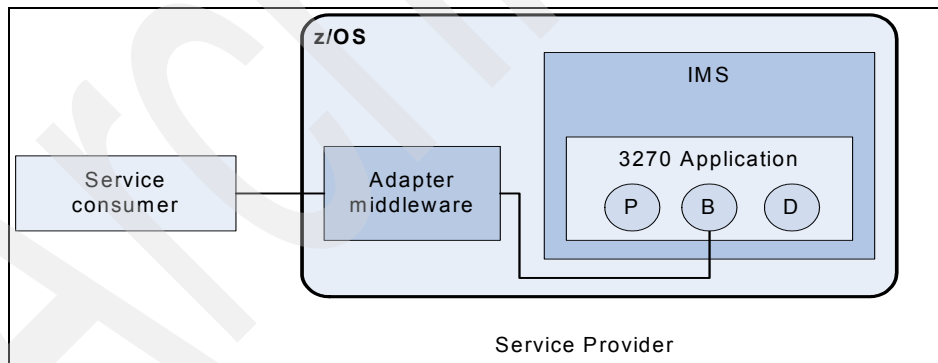 z/OS
IMS
3270 Application
P B D
Service
consumer
Adapter
middleware
Service Provider